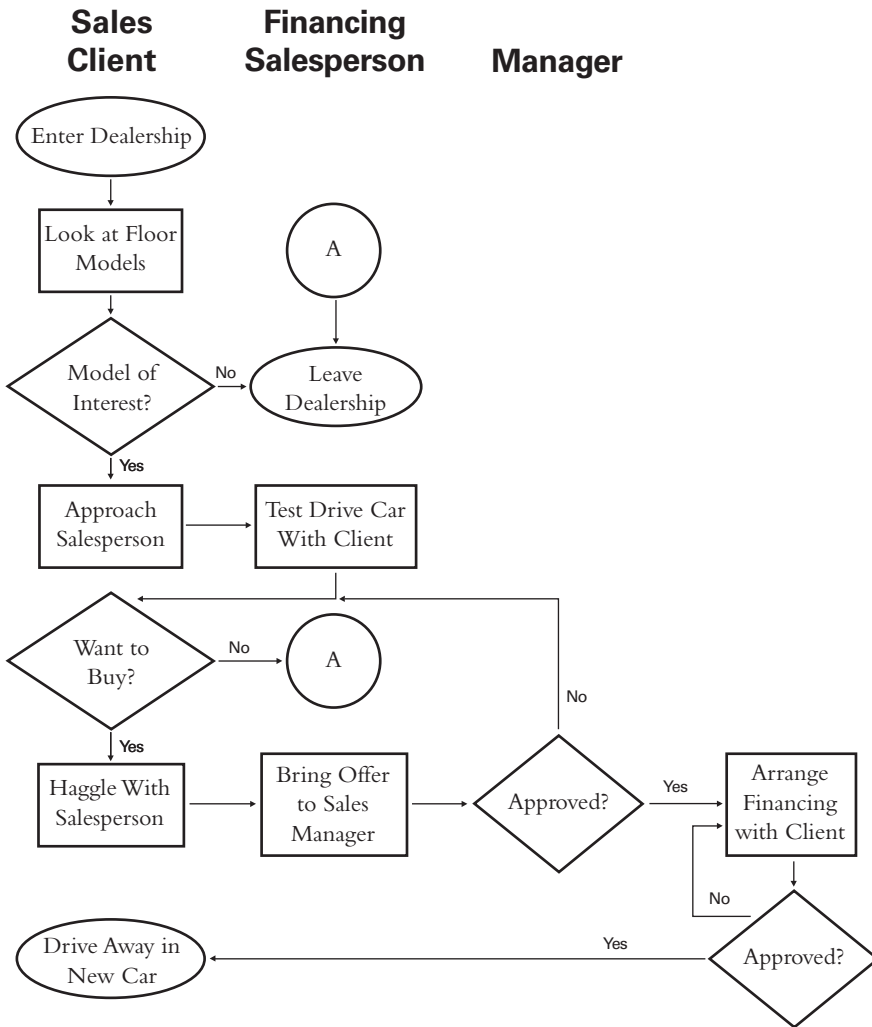 Sales
Client
Financing
Salesperson
Manager
Enter Dealership
Look at Floor
Models
A
Model of
Interest?
No
Leave
Dealership
Yes
Approach
Salesperson
Test Drive Car
With Client
Want to
Buy?
No
A
No
Yes
Haggle With
Salesperson
Bring Offer
to Sales
Manager
Approved?
Yes
Arrange
Financing
with Client
No
Drive Away in
New Car
Yes
Approved?